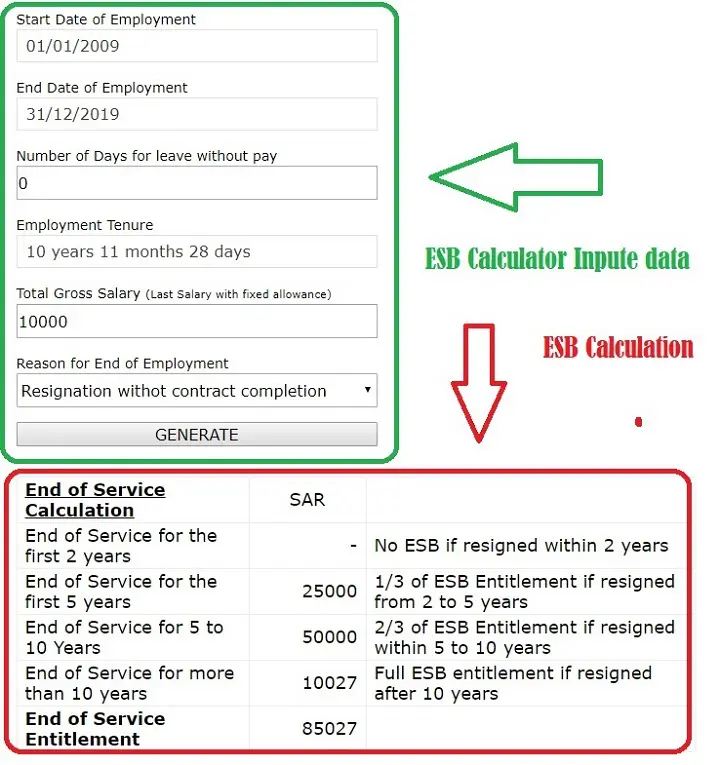 Start Date of Employment
01/01/2009
End Date of Employment
31/12/2019
Number of Days for leave without pay
0
Employment Tenure
10 years 11 months 28 days
Total Gross Salary (Last Salary with fixed allowance)
10000
Reason for End of Employment
Resignation withot contract completion
GENERATE
ESB Calculator Inpute data
ESB Calculation
End of Service
Calculation
SAR
End of Service for the
first 2 years
-
No ESB if resigned within 2 years
End of Service for the
first 5 years
25000
1/3 of ESB Entitlement if resigned
from 2 to 5 years
End of Service for 5 to
10 Years
50000
2/3 of ESB Entitlement if resigned
within 5 to 10 years
End of Service for more
than 10 years
10027
Full ESB entitlement if resigned
after 10 years
End of Service
Entitlement
85027